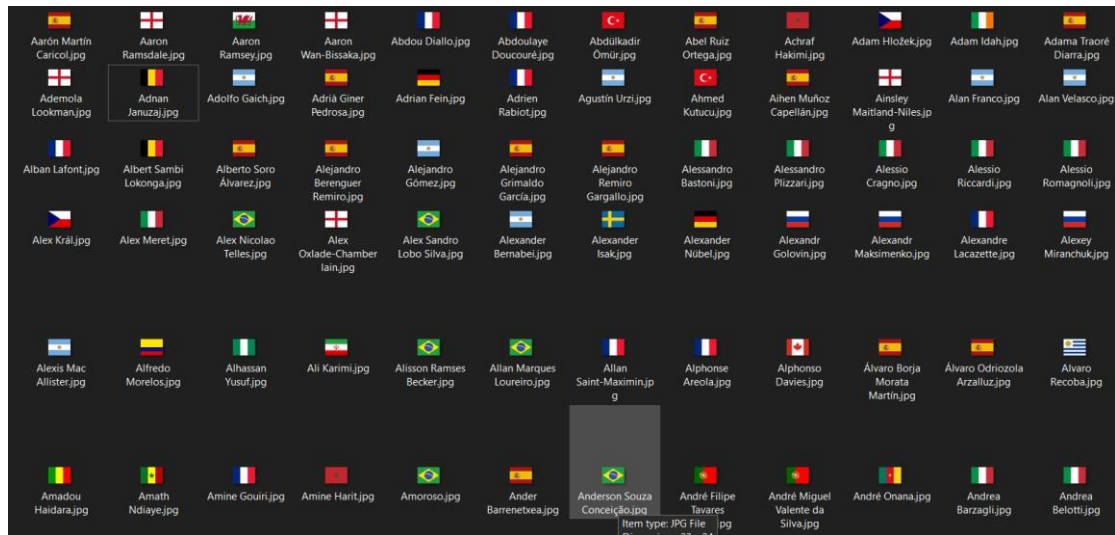 Aarón Martín
Caricol.jpg
Aaron
Ramsdale.jpg
Aaron
Ramsey.jpg
Aaron
Wan-Bissaka.jpg
Abdou Diallo.jpg
Abdoulaye
Doucouré.jpg
Abdülkadir
Ömür.jpg
Abel Ruiz
Ortega.jpg
Achraf
Hakimi.jpg
Adam Hložek.jpg
Adam Idah.jpg
Adama Traoré
Diarra.jpg
Ademola
Lookman.jpg
Adnan
Januzaj.jpg
Adolfo Gaich.jpg
Adrià Giner
Pedrosa.jpg
Adrian Fein.jpg
Adrien
Rabiot.jpg
Agustín Urzi.jpg
Ahmed
Kutucu.jpg
Aihen Muñoz
Capellán.jpg
Ainsley
Maitland-Niles.jp
g
Alan Franco.jpg
Alan Velasco.jpg
Alban Lafont.jpg
Albert Sambi
Lokonga.jpg
Alberto Soro
Álvarez.jpg
Alejandro
Berenguer
Remiro.jpg
Alejandro
Gómez.jpg
Alejandro
Grimaldo
García.jpg
Alejandro
Remiro
Gargallo.jpg
Alessandro
Bastoni.jpg
Alessandro
Plizzari.jpg
Alessio
Cragno.jpg
Alessio
Riccardi.jpg
Alessio
Romagnoli.jpg
Alex Král.jpg
Alex Meret.jpg
Alex Nicolao
Telles.jpg
Alex
Oxlade-Chamber
lain.jpg
Alex Sandro
Lobo Silva.jpg
Alexander
Bernabei.jpg
Alexander
Isak.jpg
Alexander
Nübel.jpg
Alexandr
Golovin.jpg
Alexandr
Maksimenko.jpg
Alexandre
Lacazette.jpg
Alexey
Miranchuk.jpg
Alexis Mac
Allister.jpg
Alfredo
Morelos.jpg
Alhassan
Yusuf.jpg
Ali Karimi.jpg
Alisson Ramses
Becker.jpg
Allan Marques
Loureiro.jpg
Allan
Saint-Maximin.jp
g
Alphonse
Areola.jpg
Alphonso
Davies.jpg
Álvaro Borja
Morata
Martín.jpg
Álvaro Odriozola
Arzalluz.jpg
Alvaro
Recoba.jpg
Amadou
Haidara.jpg
Amath
Ndiaye.jpg
Amine Gouiri.jpg
Amine Harit.jpg
Amoroso.jpg
Ander
Barrenetxea.jpg
Anderson Souza
Conceição.jpg
André Filipe
Tavares
.jpg
André Miguel
Valente da
Silva.jpg
André Onana.jpg
Andrea
Barzagli.jpg
Andrea
Belotti.jpg
Item type: JPG File